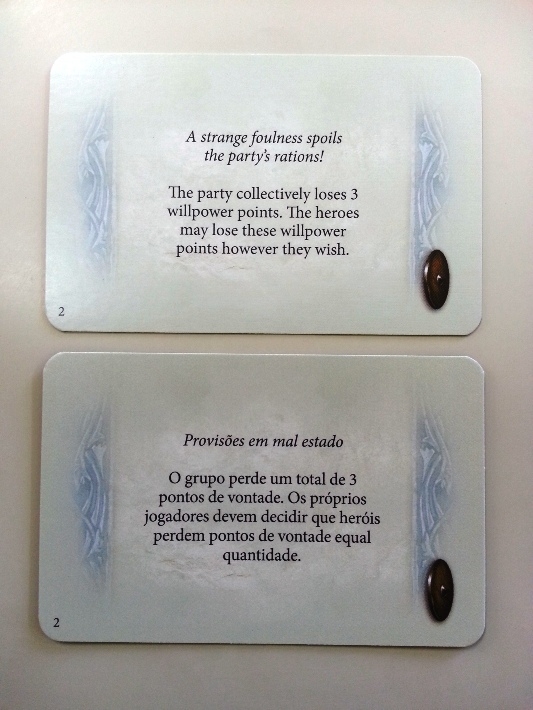 A strange foulness spoils
the party's rations!
The party collectively loses 3
willpower points. The heroes
may lose these willpower
points however they wish.
2
Provisões em mal estado
O grupo perde um total de 3
pontos de vontade. Os próprios
jogadores devem decidir que heróis
perdem pontos de vontade equal
quantidade.
2